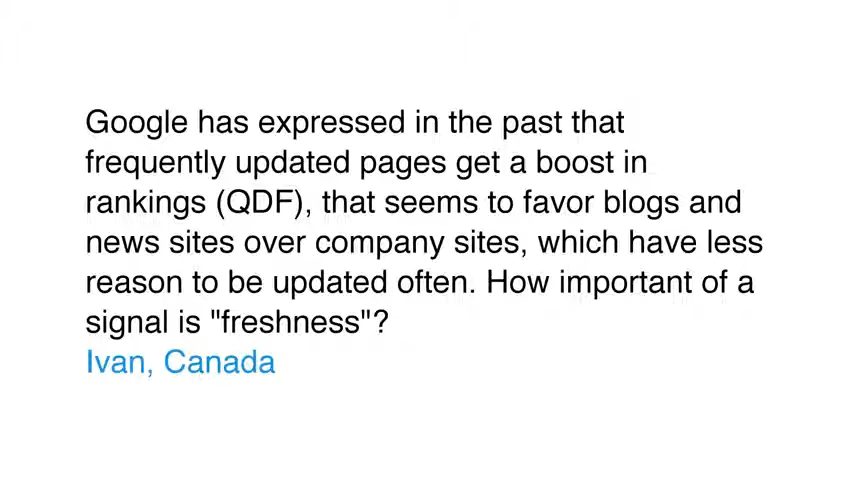 Google has expressed in the past that
frequently updated pages get a boost in
rankings (QDF), that seems to favor blogs and
news sites over company sites, which have less
reason to be updated often. How important of a
signal is "freshness"?
Ivan, Canada